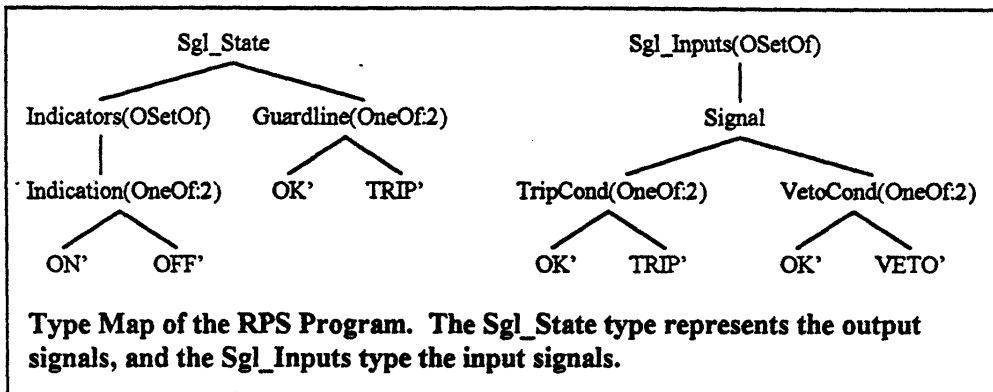 Sgl_State Sgl_Inputs(OSetOf)
Indicators(OSetOf) Guardline(OneOf:2) Signal
Indication(OneOf:2) OK' TRIP' TripCond(OneOf:2) VetoCond(OneOf:2)
ON' OFF' OK' TRIP' OK' VETO'
Type Map of the RPS Program. The Sgl_State type represents the output
signals, and the Sgl_Inputs type the input signals.